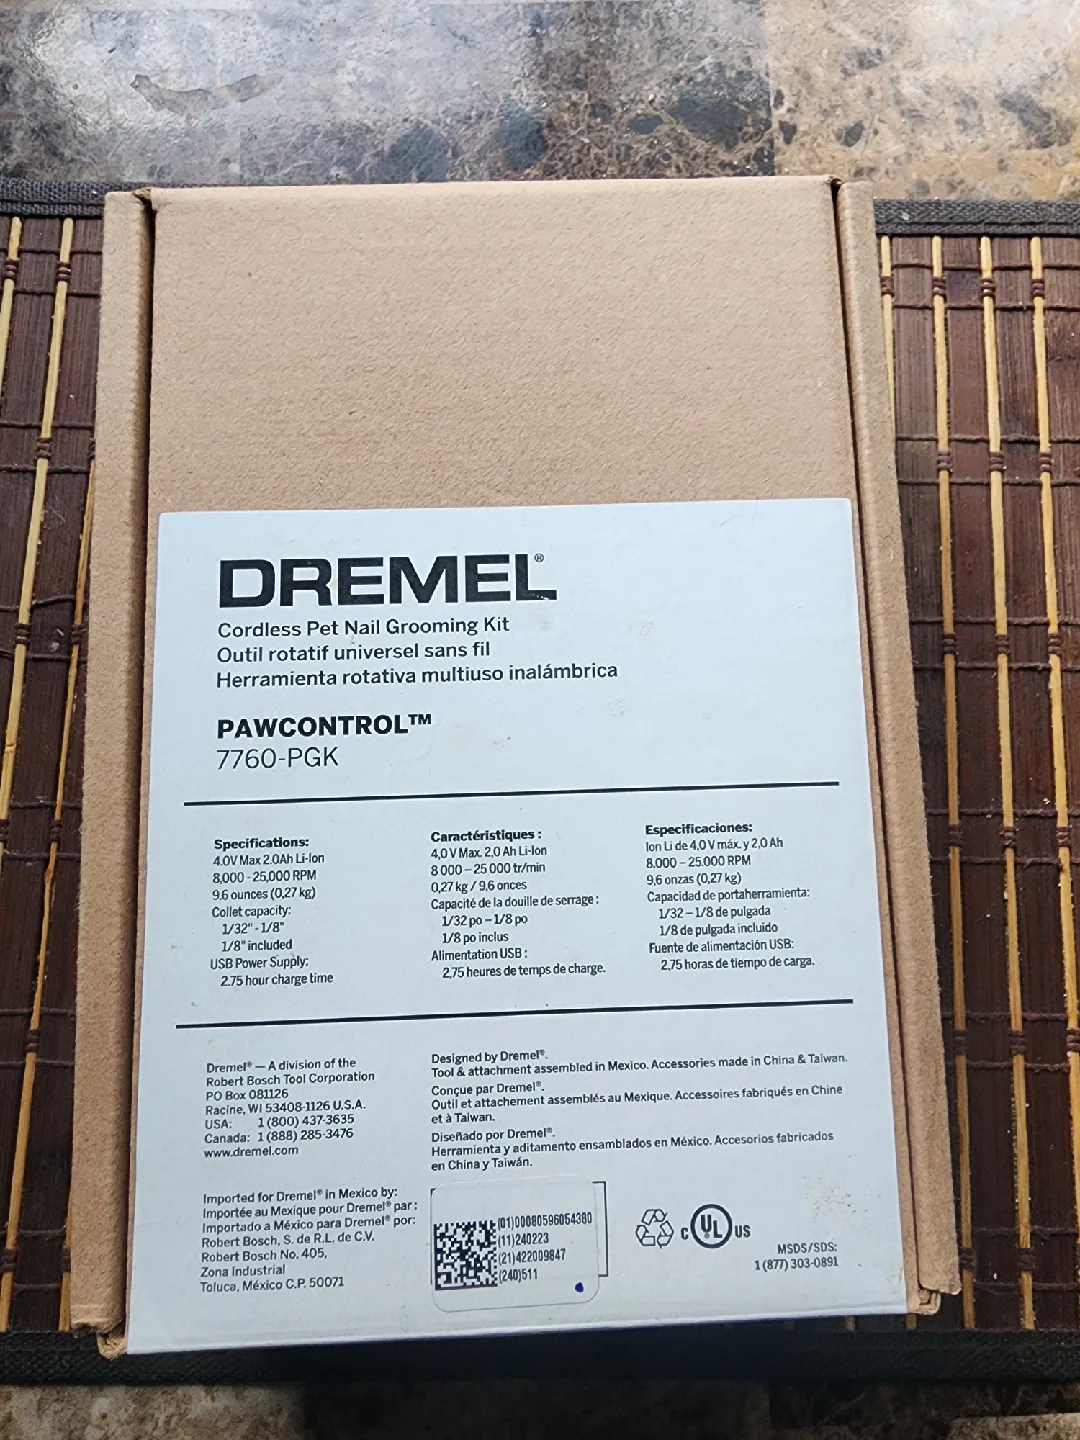 DREMEL®
Cordless Pet Nail Grooming Kit
Outil rotatif universel sans fil
Herramienta rotativa multiuso inalámbrica
PAWCONTROL™
7760-PGK
Specifications:
4.0V Max 2.0Ah Li-Ion
8,000 - 25,000 RPM
9.6 ounces (0,27 kg)
Collet capacity:
1/32" - 1/8"
1/8" included
USB Power Supply:
2.75 hour charge time
Caractéristiques :
4,0 V Max, 2,0 Ah Li-Ion
8 000 – 25 000 tr/min
0,27 kg / 9,6 onces
Capacité de la douille de serrage :
1/32 po – 1/8 po
1/8 po inclus
Alimentation USB :
2,75 heures de temps de charge.
Especificaciones:
Ion Li de 4,0 V máx. y 2,0 Ah
8.000 – 25.000 RPM
9,6 onzas (0,27 kg)
Capacidad de portaherramienta:
1/32 – 1/8 de pulgada
1/8 de pulgada incluido
Fuente de alimentación USB:
2,75 horas de tiempo de carga.
Dremel® — A division of the
Robert Bosch Tool Corporation
PO Box 081126
Racine, WI 53408-1126 U.S.A.
USA: 1 (800) 437-3635
Canada: 1 (888) 285-3476
www.dremel.com
Designed by Dremel®.
Tool & attachment assembled in Mexico. Accessories made in China & Taiwan.
Conçue par Dremel®.
Outil et attachement assemblés au Mexique. Accessoires fabriqués en Chine
et à Taiwan.
Diseñado por Dremel®.
Herramienta y aditamento ensamblados en México. Accesorios fabricados
en China y Taiwán.
Imported for Dremel® in Mexico by:
Importée au Mexique pour Dremel® par :
Importado a México para Dremel® por:
Robert Bosch, S. de R.L. de C.V.
Robert Bosch No. 405,
Zona Industrial
Toluca, México C.P. 50071
(01)00080596054380
(11)240223
(21)422009847
(240)511
C UL US
MSDS/SDS:
1 (877) 303-0891